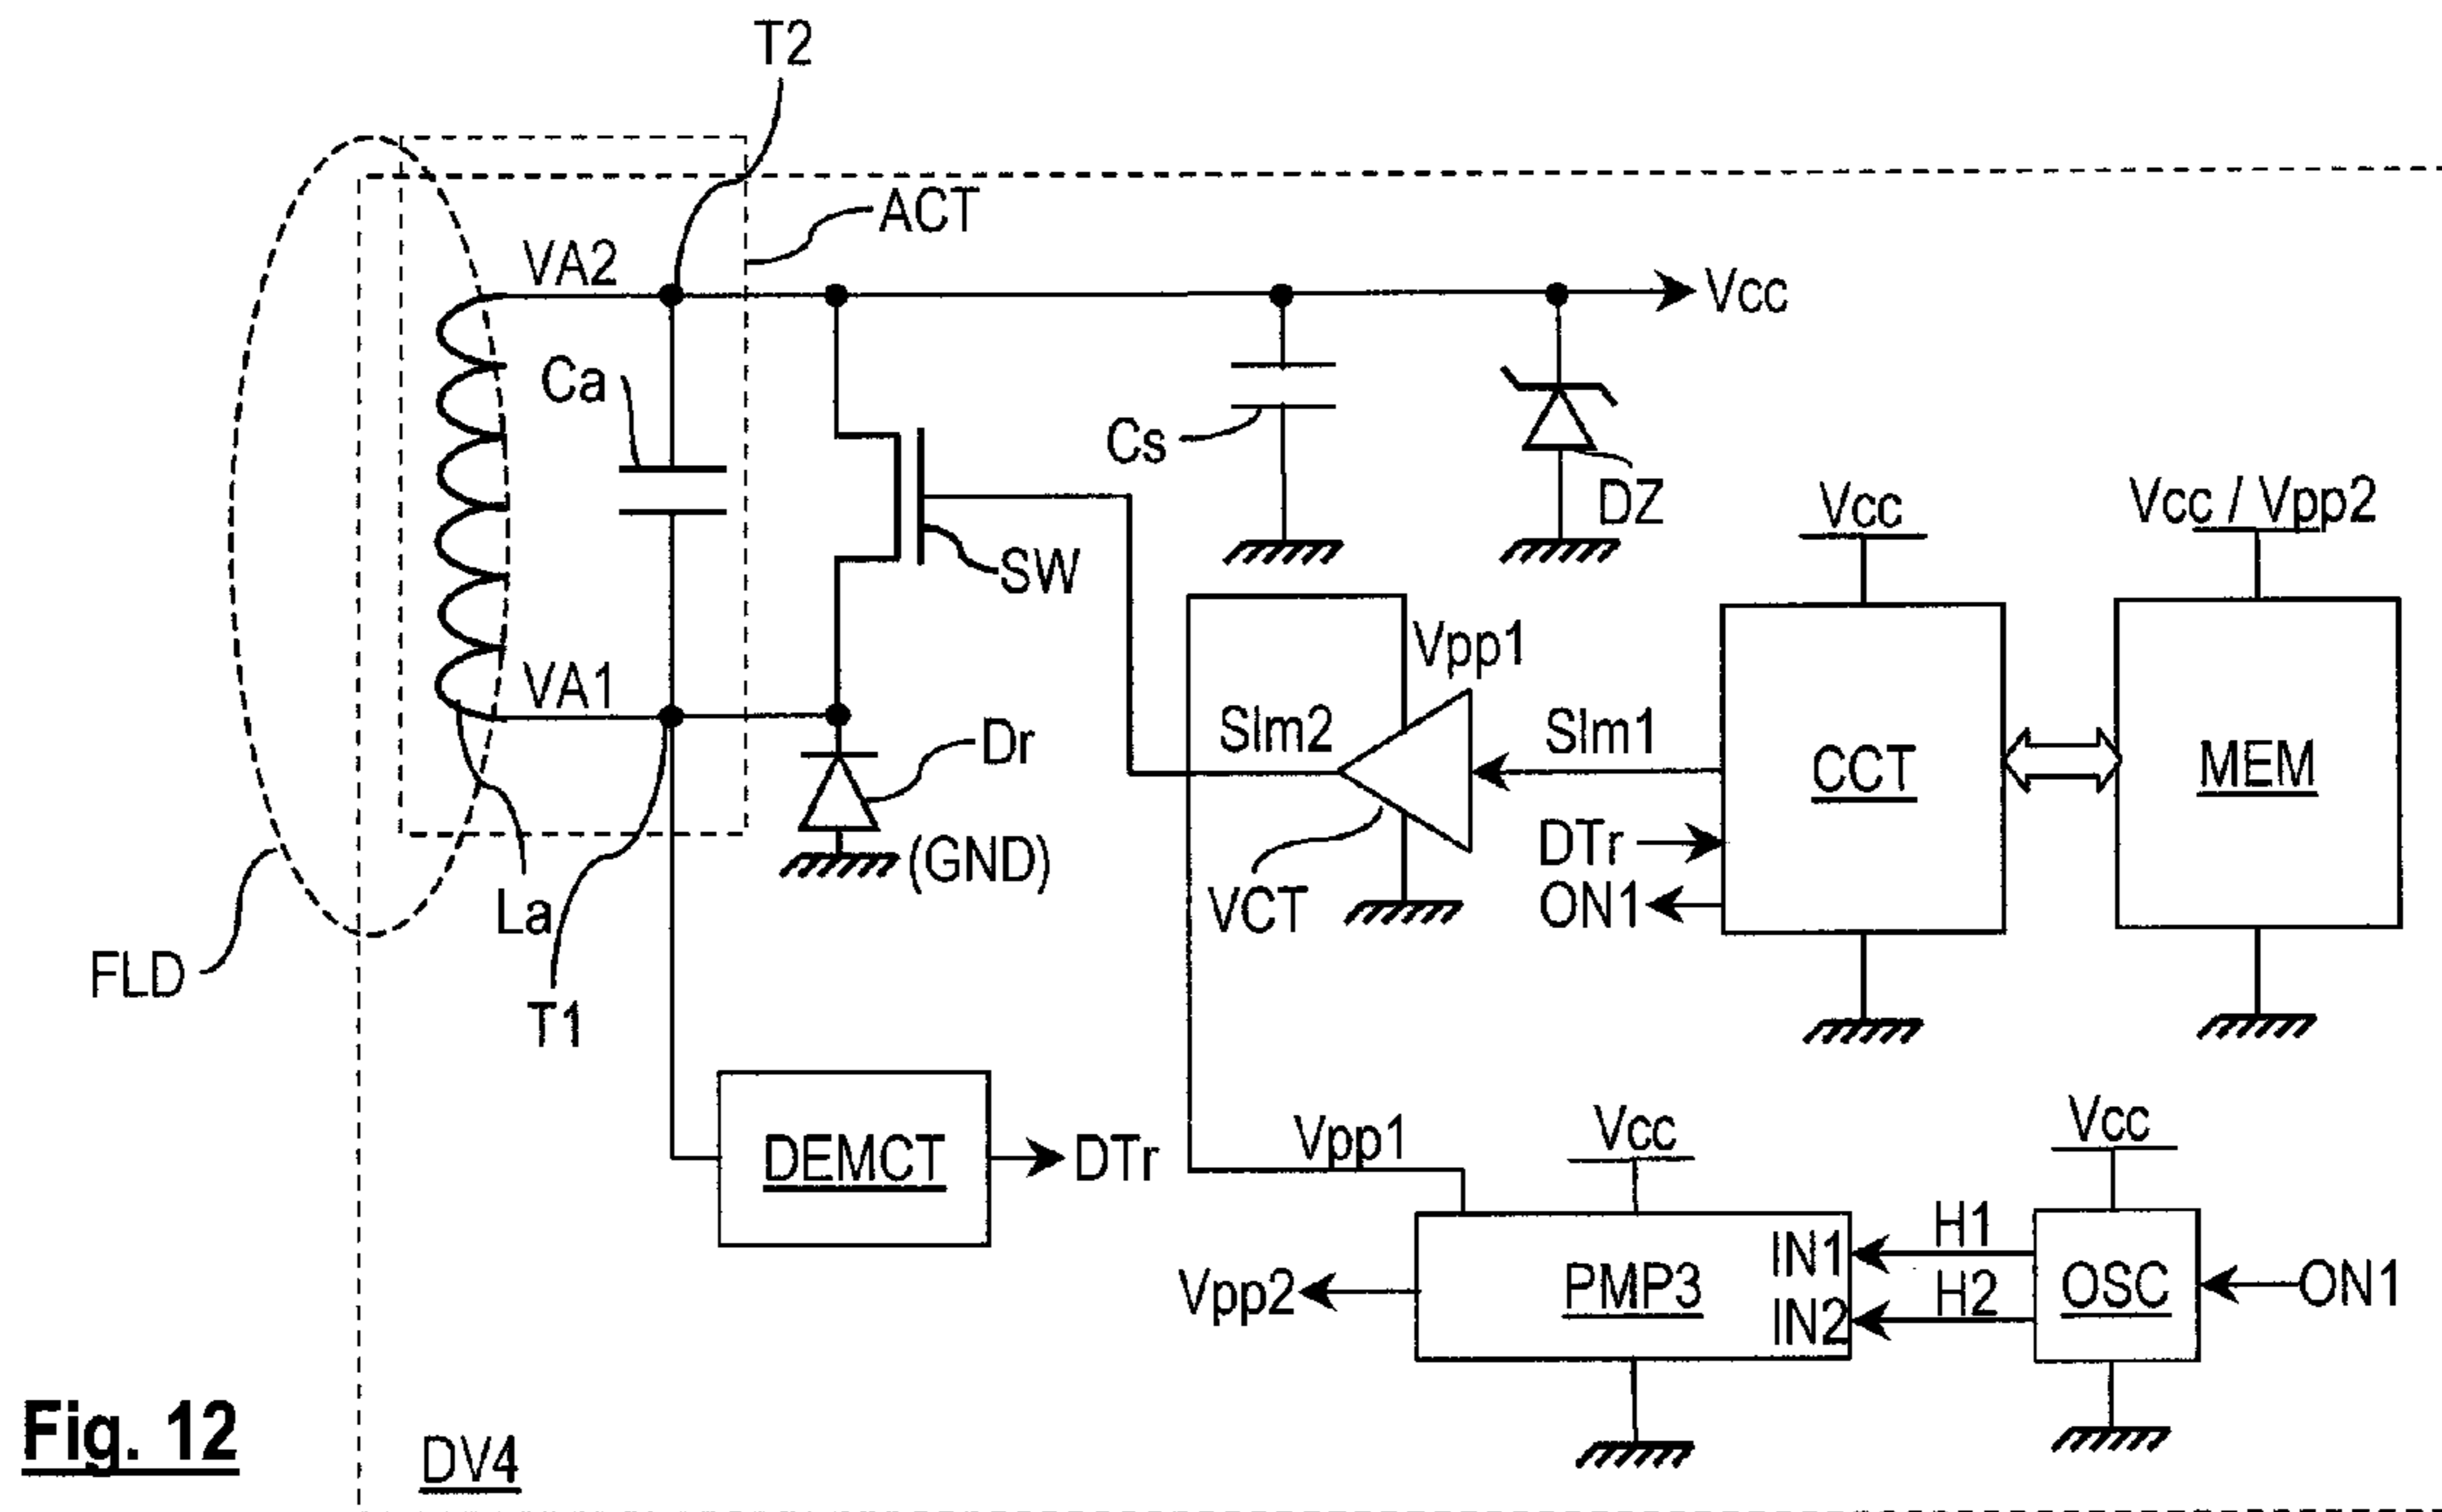 T2
ACT
VA2
Vcc
Ca
Cs
DZ
Vcc
Vcc / Vpp2
SW
Vpp1
VA1
Slm2
Slm1
Dr
CCT
MEM
(GND)
DTr
VCT
ON1
La
FLD
T1
Vpp1
Vcc
Vcc
DEMCT
DTr
H1
IN1
Vpp2
PMP3
OSC
ON1
H2
IN2
Fig. 12
DV4